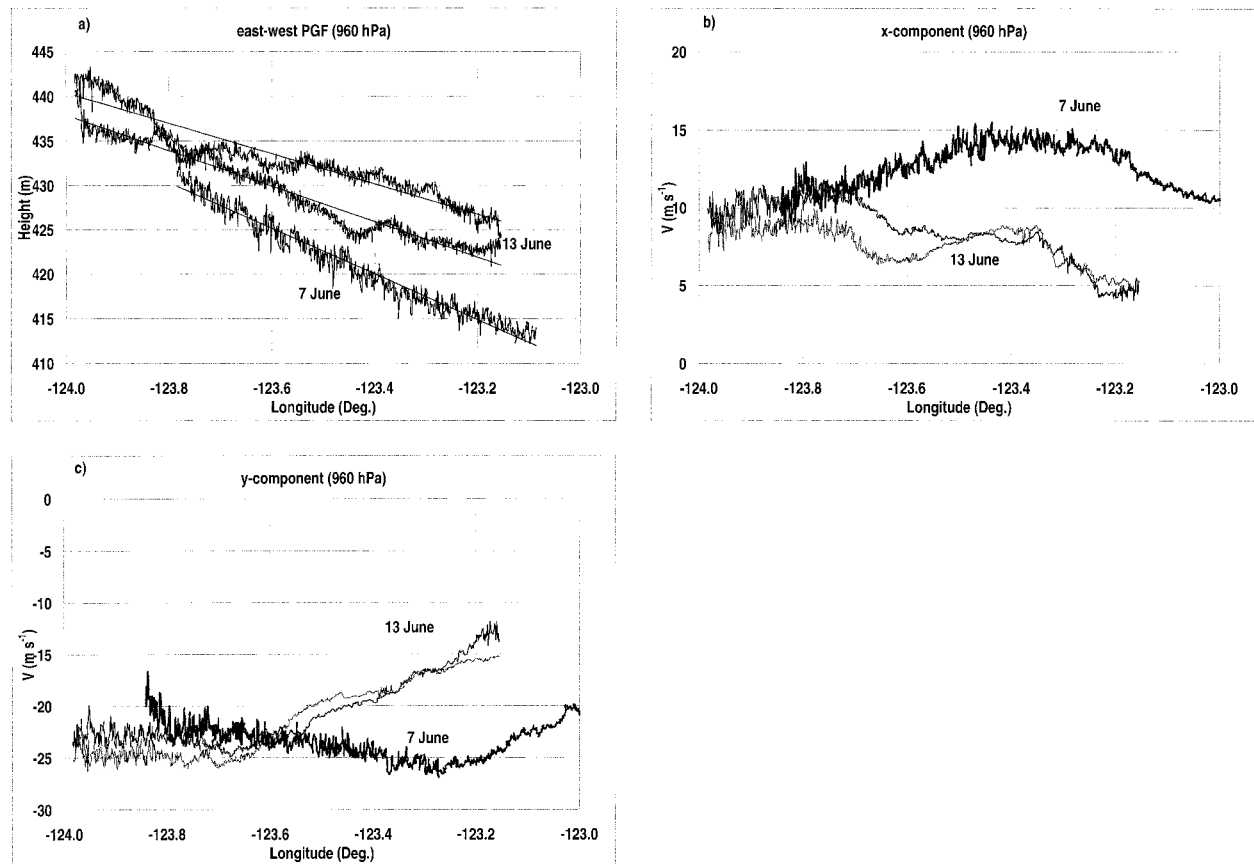 a)
east-west PGF (960 hPa)
445
440
435
430
425
420
415
410
Height (m)
13 June
7 June
-124.0
-123.8
-123.6
-123.4
-123.2
-123.0
Longitude (Deg.)
b)
x-component (960 hPa)
20
15
10
5
0
V (m s-1)
7 June
13 June
-124.0
-123.8
-123.6
-123.4
-123.2
-123.0
Longitude (Deg.)
c)
y-component (960 hPa)
0
-5
-10
-15
-20
-25
-30
V (m s-1)
13 June
7 June
-124.0
-123.8
-123.6
-123.4
-123.2
-123.0
Longitude (Deg.)